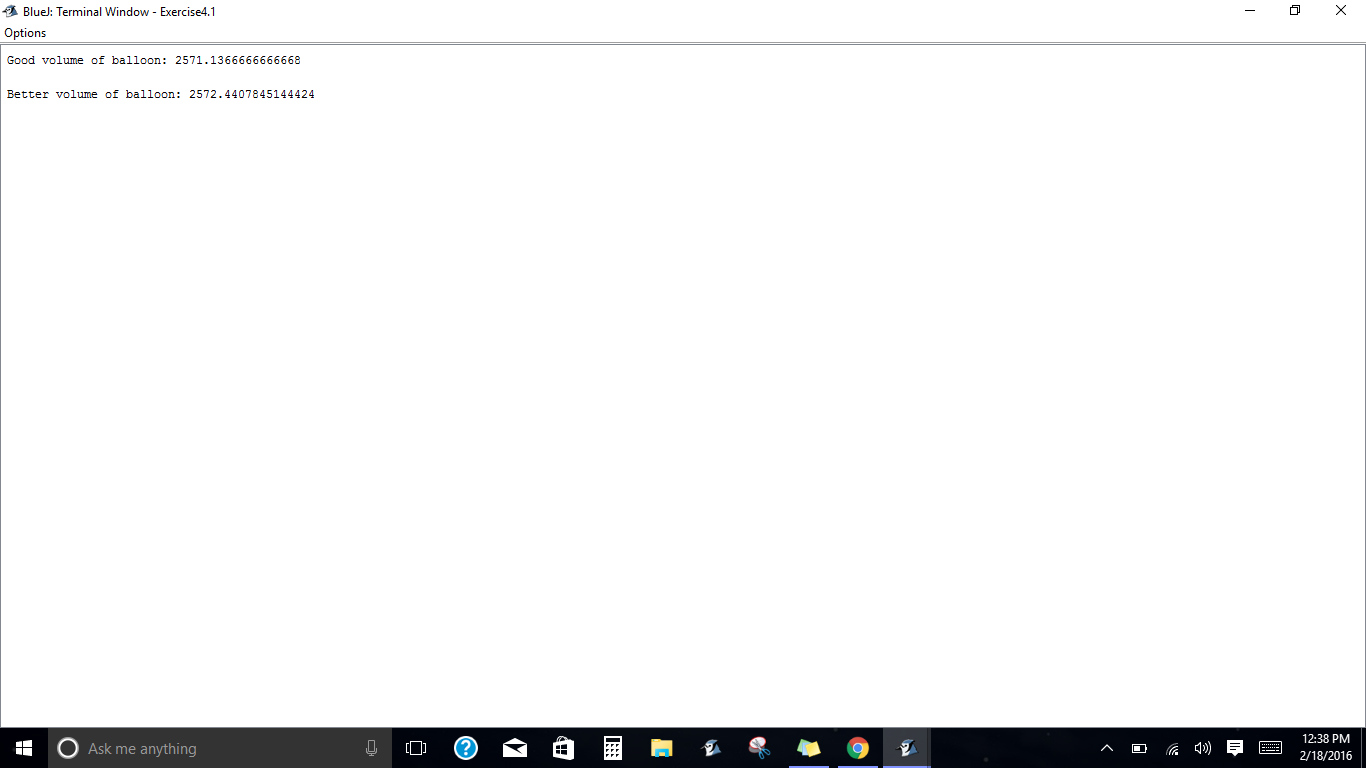 BlueJ: Terminal Window - Exercise4.1
Options
Good volume of balloon: 2571.1366666666668
Better volume of balloon: 2572.4407845144424
Ask me anything
12:38 PM
2/18/2016